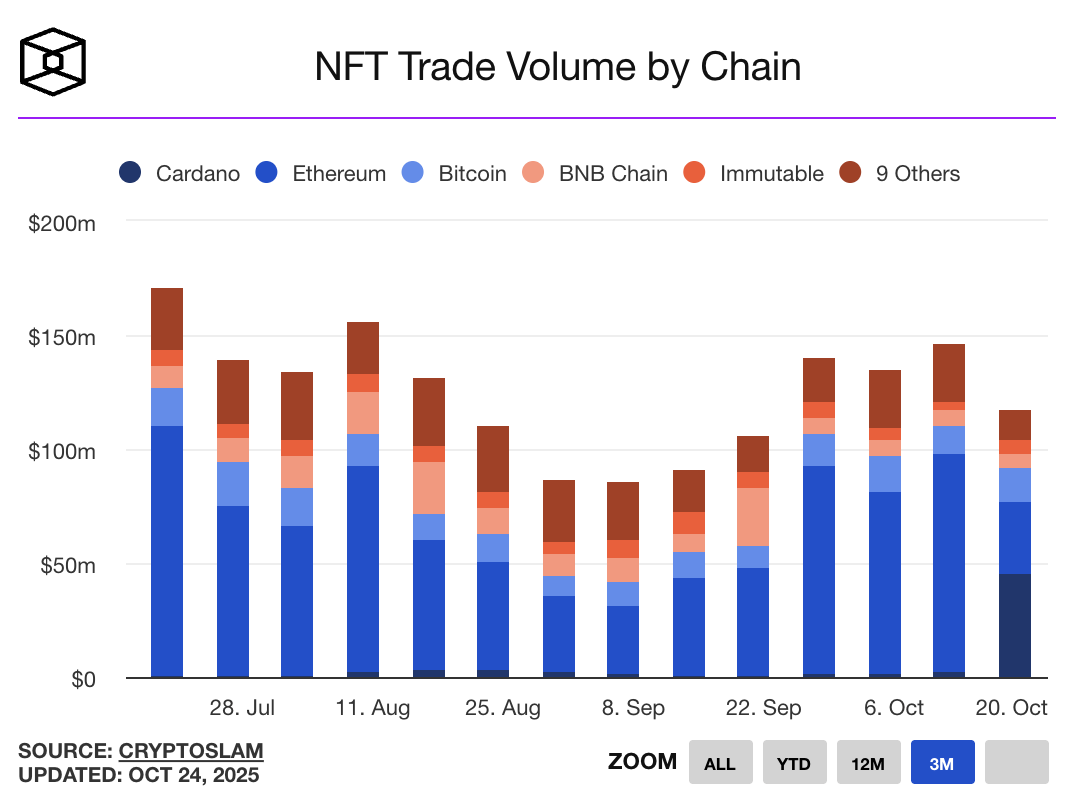 NFT Trade Volume by Chain
Cardano Ethereum Bitcoin BNB Chain Immutable 9 Others
$200m
$150m
$100m
$50m
$0
28. Jul 11. Aug 25. Aug 8. Sep 22. Sep 6. Oct 20. Oct
SOURCE: CRYPTOSLAM
UPDATED: OCT 24, 2025
ZOOM ALL YTD 12M 3M